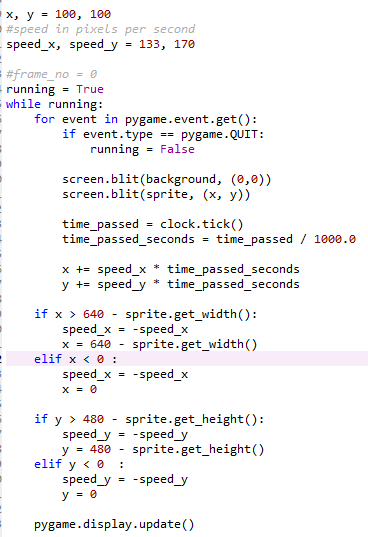 x, y = 100, 100
#speed in pixels per second
speed_x, speed_y = 133, 170
#frame_no = 0
running = True
while running:
    for event in pygame.event.get():
        if event.type == pygame.QUIT:
            running = False
        screen.blit(background, (0,0))
        screen.blit(sprite, (x, y))
        time_passed = clock.tick()
        time_passed_seconds = time_passed / 1000.0
        x += speed_x * time_passed_seconds
        y += speed_y * time_passed_seconds
    if x > 640 - sprite.get_width():
        speed_x = -speed_x
        x = 640 - sprite.get_width()
    elif x < 0 :
        speed_x = -speed_x
        x = 0
    if y > 480 - sprite.get_height():
        speed_y = -speed_y
        y = 480 - sprite.get_height()
    elif y < 0  :
        speed_y = -speed_y
        y = 0
    pygame.display.update()